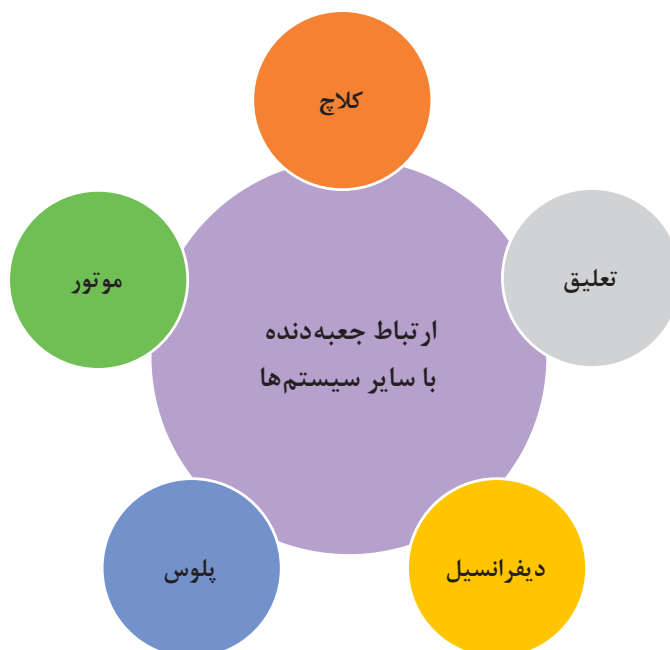 کلاچ
تعلیق
موتور
ارتباط جعبه‌دنده
با سایر سیستم‌ها
دیفرانسیل
پلوس